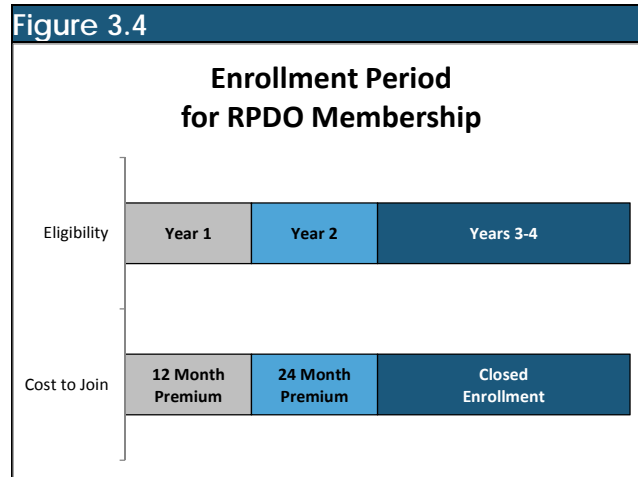 Figure 3.4
Enrollment Period
for RPDO Membership
Eligibility
Year 1
Year 2
Years 3-4
Cost to Join
12 Month
Premium
24 Month
Premium
Closed
Enrollment